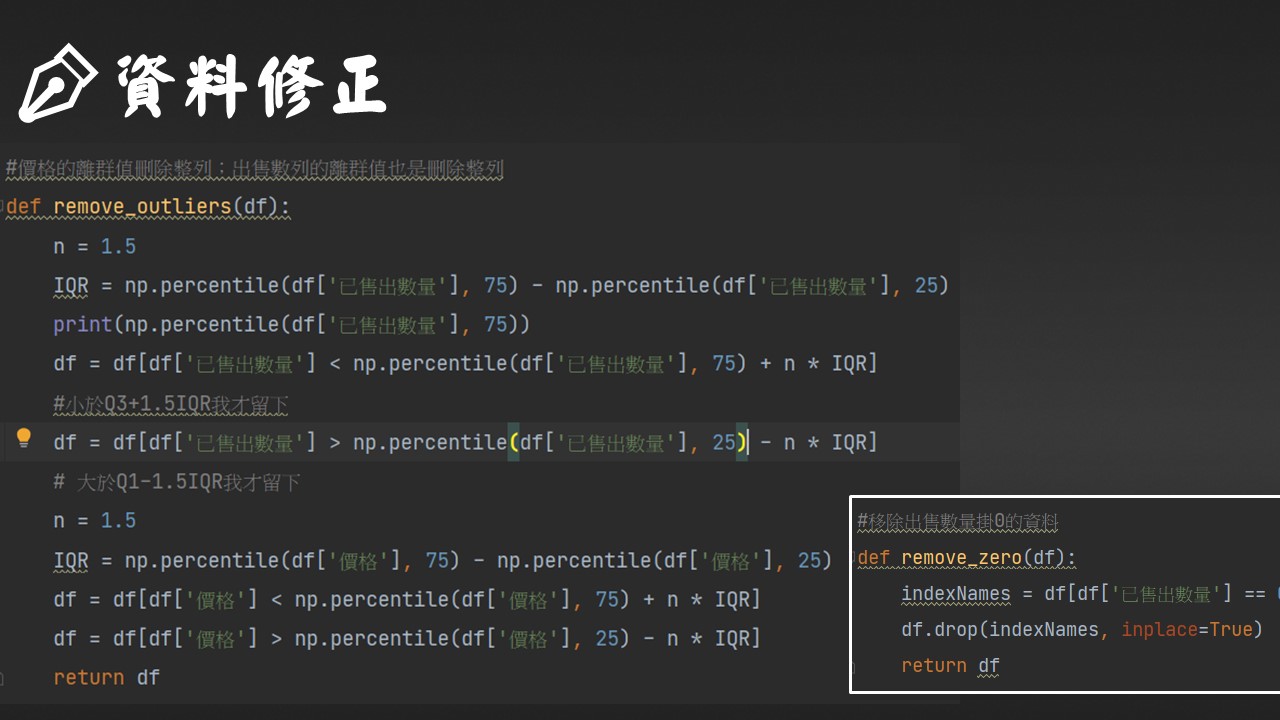 資料修正
#價格的離群值刪除整列：出售數列的離群值也是刪除整列
def remove_outliers(df):
n = 1.5
IQR = np.percentile(df['已售出數量'], 75) - np.percentile(df['已售出數量'], 25)
print(np.percentile(df['已售出數量'], 75))
df = df[df['已售出數量'] < np.percentile(df['已售出數量'], 75) + n * IQR]
#小於Q3+1.5IQR我才留下
df = df[df['已售出數量'] > np.percentile(df['已售出數量'], 25) - n * IQR]
# 大於Q1-1.5IQR我才留下
n = 1.5
IQR = np.percentile(df['價格'], 75) - np.percentile(df['價格'], 25)
df = df[df['價格'] < np.percentile(df['價格'], 75) + n * IQR]
df = df[df['價格'] > np.percentile(df['價格'], 25) - n * IQR]
return df
#移除出售數量掛0的資料
def remove_zero(df):
indexNames = df[df['已售出數量'] ==
df.drop(indexNames, inplace=True)
return df